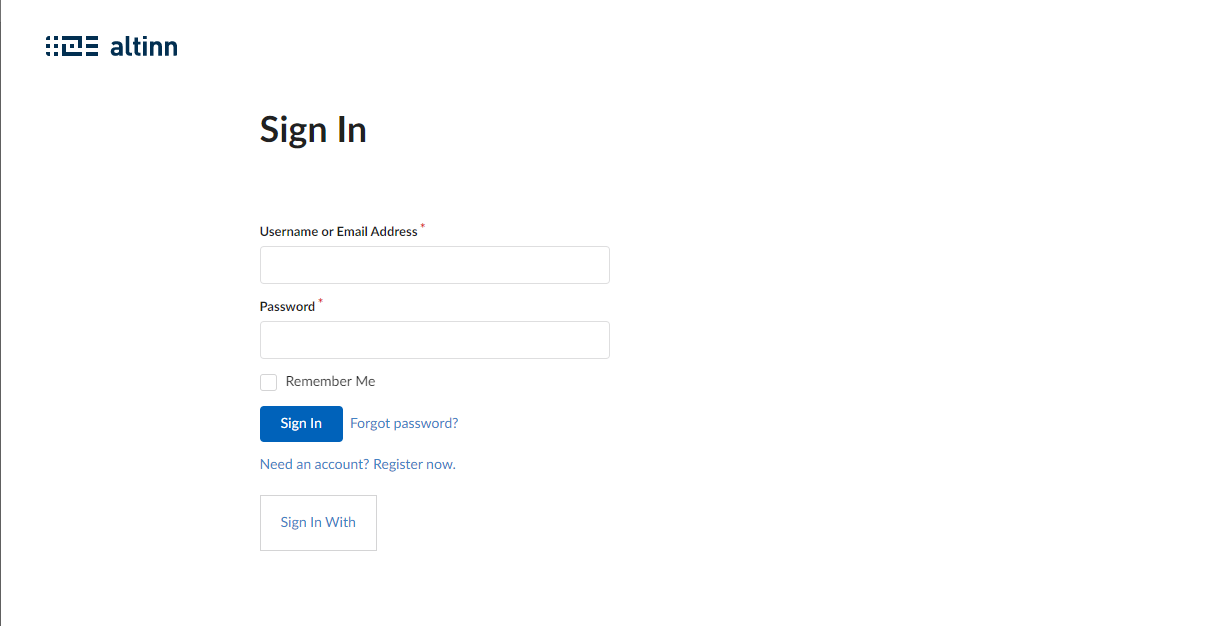 altinn
Sign In
Username or Email Address *
Password *
Remember Me
Sign In Forgot password?
Need an account? Register now.
Sign In With